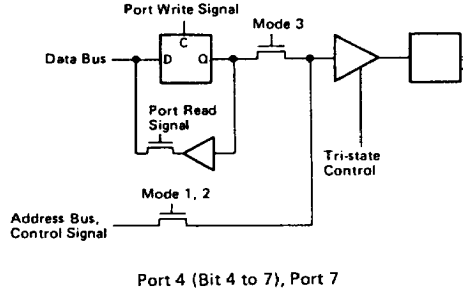 Port Write Signal
Mode 3
C
Data Bus
D
Q
Port Read
Signal
Tri-state
Control
Mode 1, 2
Address Bus,
Control Signal
Port 4 (Bit 4 to 7), Port 7